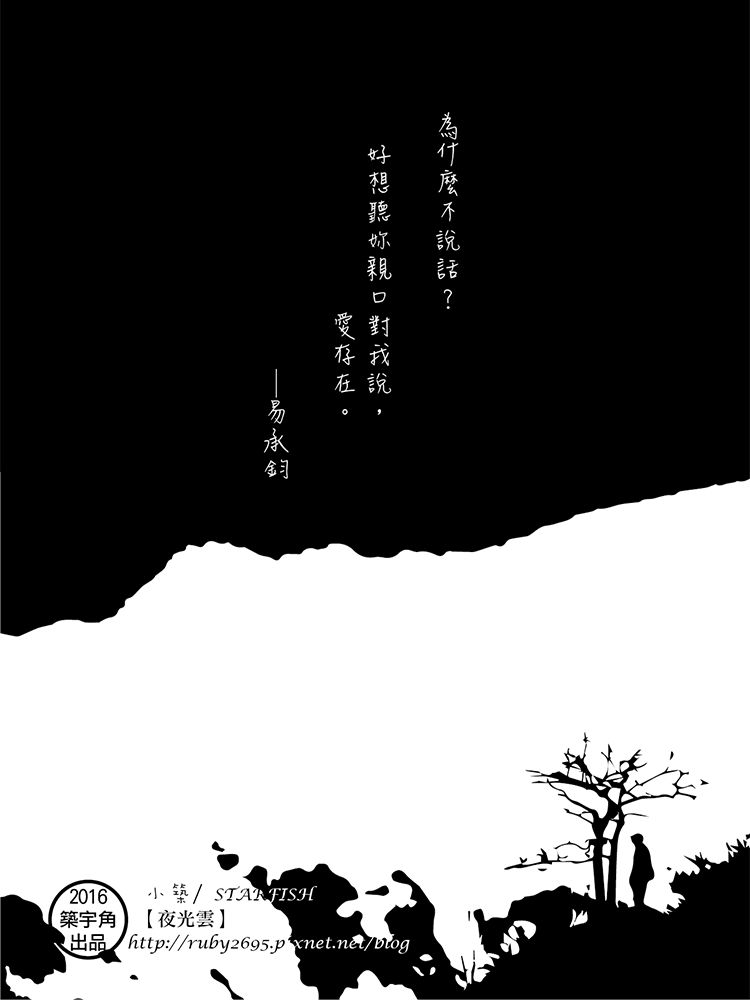 為什麼不說話？
好想聽妳親口對我說，
愛存在。
—易承鈞
2016
築宇角
出品
小築/ STARFISH
【夜光雲】
http://ruby2695.p xnet.net/blog